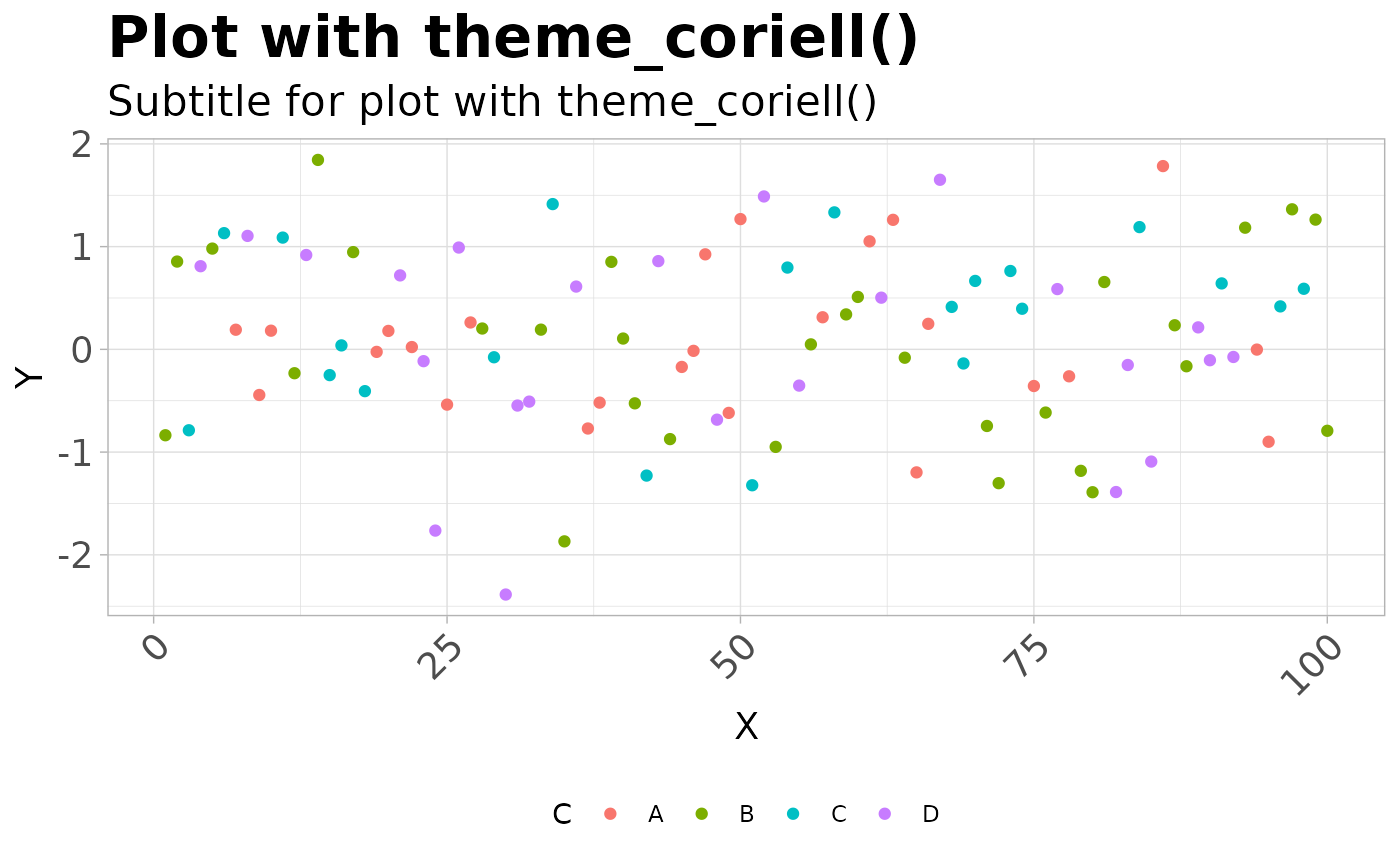 Plot with theme_coriell()
Subtitle for plot with theme_coriell()
2
1
0
-1
-2
Y
0 25 50 75 100
X
C A B C D